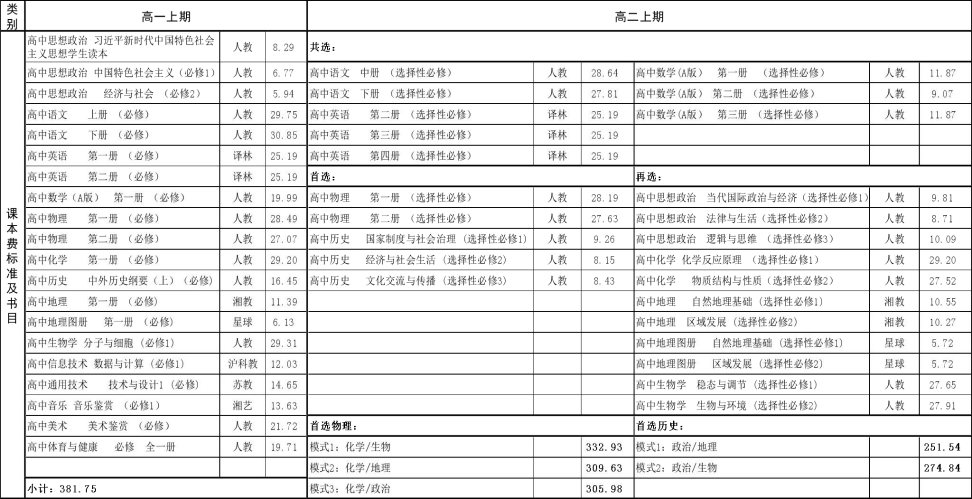 类别 高一上期 高二上期
课本费标准及书目
高中思想政治 习近平新时代中国特色社会主义思想学生读本 人教 8.29 共选：
高中思想政治 中国特色社会主义（必修1） 人教 6.77 高中语文 中册 （选择性必修） 人教 28.64 高中数学(A版) 第一册 （选择性必修） 人教 11.87
高中思想政治 经济与社会 （必修2） 人教 5.94 高中语文 下册 （选择性必修） 人教 27.81 高中数学(A版) 第二册 （选择性必修） 人教 9.07
高中语文 上册 （必修） 人教 29.75 高中英语 第二册 （选择性必修） 译林 25.19 高中数学(A版) 第三册 （选择性必修） 人教 11.87
高中语文 下册 （必修） 人教 30.85 高中英语 第三册 （选择性必修） 译林 25.19
高中英语 第一册 （必修） 译林 25.19 高中英语 第四册 （选择性必修） 译林 25.19
高中英语 第二册 （必修） 译林 25.19 首选： 再选：
高中数学(A版) 第一册 （必修） 人教 19.99 高中物理 第一册 （选择性必修） 人教 28.19 高中思想政治 当代国际政治与经济（选择性必修1） 人教 9.81
高中物理 第一册 （必修） 人教 28.49 高中物理 第二册 （选择性必修） 人教 27.63 高中思想政治 法律与生活（选择性必修2） 人教 8.71
高中物理 第二册 （必修） 人教 27.07 高中历史 国家制度与社会治理 (选择性必修1) 人教 9.26 高中思想政治 逻辑与思维 （选择性必修3） 人教 10.09
高中化学 第一册 （必修） 人教 29.20 高中历史 经济与社会生活 (选择性必修2) 人教 8.15 高中化学 化学反应原理 （选择性必修1） 人教 29.20
高中历史 中外历史纲要（上）（必修） 人教 16.45 高中历史 文化交流与传播 (选择性必修3) 人教 8.43 高中化学 物质结构与性质（选择性必修2） 人教 27.52
高中地理 第一册 （必修） 湘教 11.39 高中地理 自然地理基础 (选择性必修1) 湘教 10.55
高中地理图册 第一册 （必修） 星球 6.13 高中地理 区域发展 (选择性必修2) 湘教 10.27
高中生物学 分子与细胞 (必修1) 人教 29.31 高中地理图册 自然地理基础 (选择性必修1) 星球 5.72
高中信息技术 数据与计算 (必修1) 沪科教 12.03 高中地理图册 区域发展 (选择性必修2) 星球 5.72
高中通用技术 技术与设计1 (必修) 苏教 14.65 高中生物学 稳态与调节 (选择性必修1) 人教 27.65
高中音乐 音乐鉴赏 （必修1） 湘艺 13.63 高中生物学 生物与环境 (选择性必修2) 人教 27.91
高中美术 美术鉴赏 （必修） 人教 21.72 首选物理： 首选历史：
高中体育与健康 必修 全一册 人教 19.71 模式1：化学/生物 332.93 模式1：政治/地理 251.54
模式2：化学/地理 309.63 模式2：政治/生物 274.84
小计：381.75 模式3：化学/政治 305.98